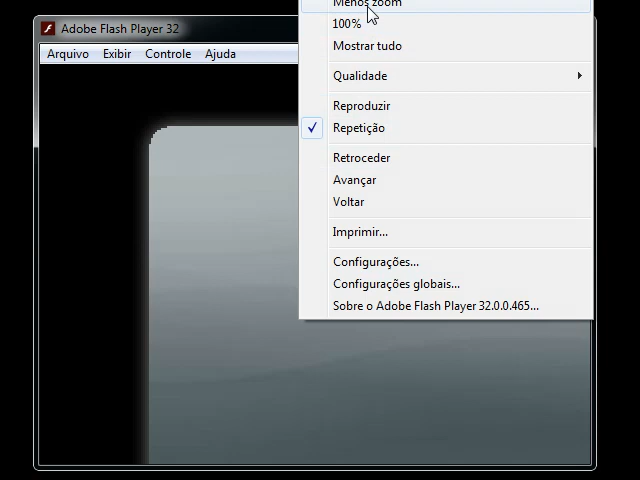 Adobe Flash Player 32
Arquivo Exibir Controle Ajuda
Menos zoom
100%
Mostrar tudo
Qualidade
Reproduzir
Repetição
Retroceder
Avançar
Voltar
Imprimir...
Configurações...
Configurações globais...
Sobre o Adobe Flash Player 32.0.0.465...